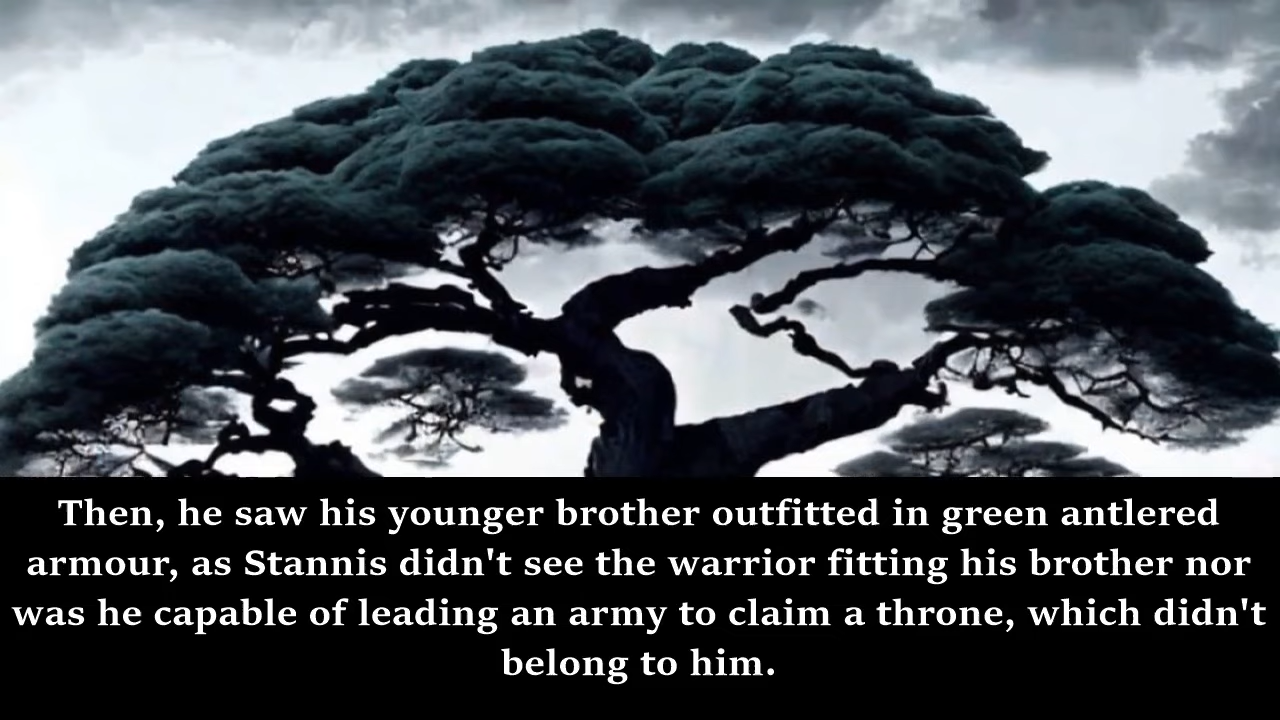 Then, he saw his younger brother outfitted in green antlered
armour, as Stannis didn't see the warrior fitting his brother nor
was he capable of leading an army to claim a throne, which didn't
belong to him.